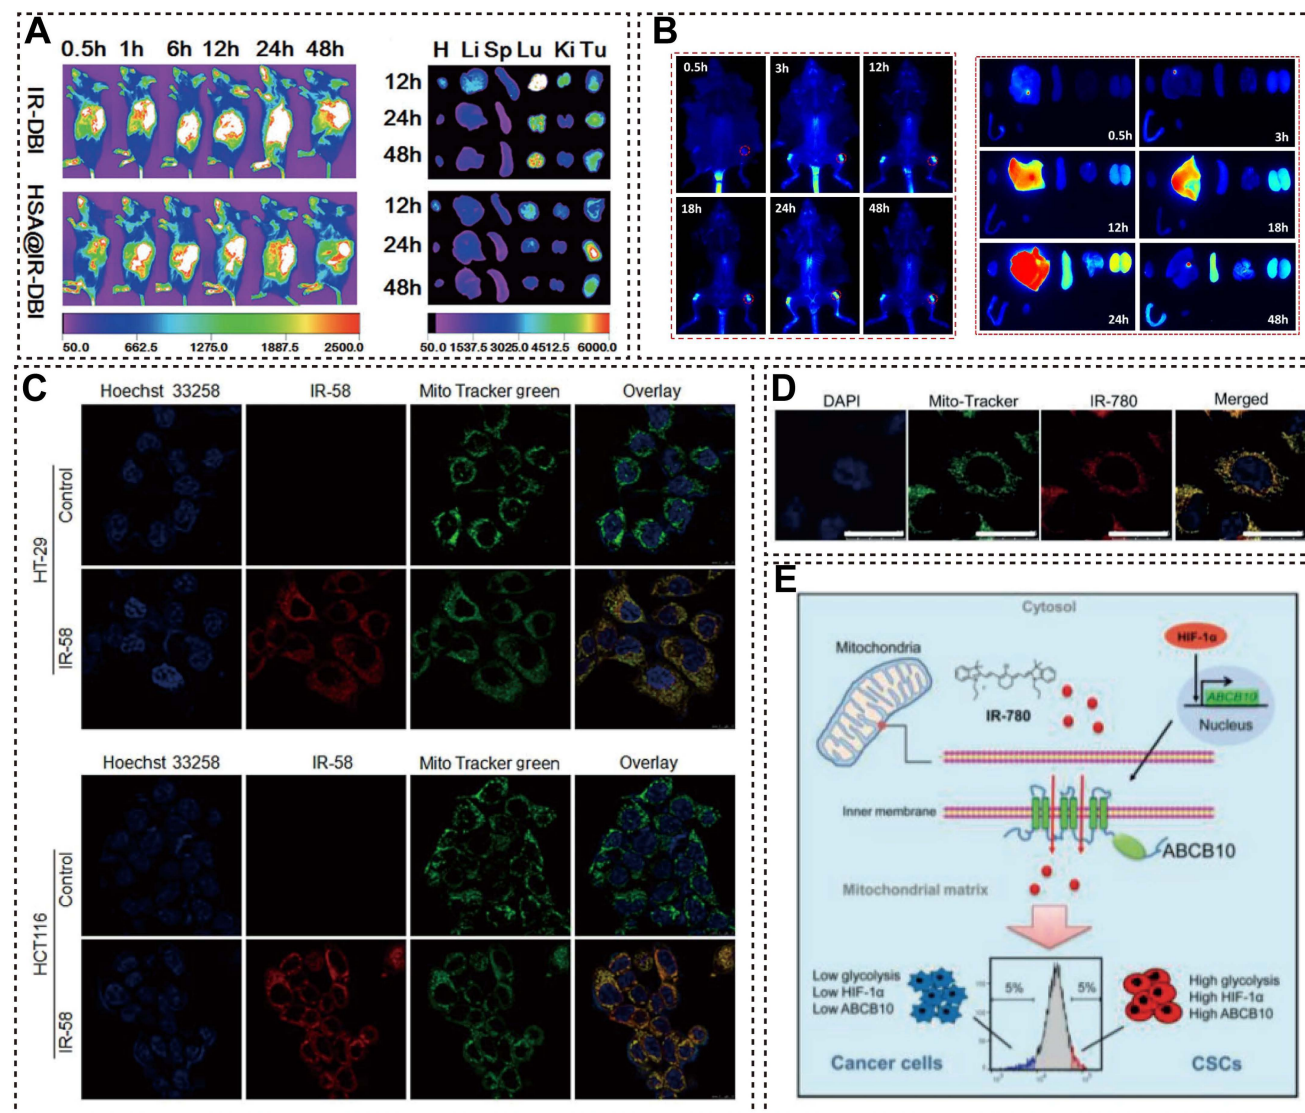 A
0.5h 1h 6h 12h 24h 48h
H Li Sp Lu Ki Tu
IR-DBI
12h
24h
48h
HSA@IR-DBI
12h
24h
48h
50.0 662.5 1275.0 1887.5 2500.0
50.0 1537.5 3025.0 4512.5 6000.0
B
0.5h 3h 12h
18h 24h 48h
0.5h 3h
12h 18h
24h 48h
C
Hoechst 33258 IR-58 Mito Tracker green Overlay
HT-29
Control
IR-58
Hoechst 33258 IR-58 Mito Tracker green Overlay
HCT116
Control
IR-58
D
DAPI Mito-Tracker IR-780 Merged
E
Cytosol
HIF-1α
Mitochondria
ABCB10
IR-780
Nucleus
Inner membrane
ABCB10
Mitochondrial matrix
Low glycolysis
Low HIF-1α
Low ABCB10
5% 5%
High glycolysis
High HIF-1α
High ABCB10
Cancer cells
CSCs